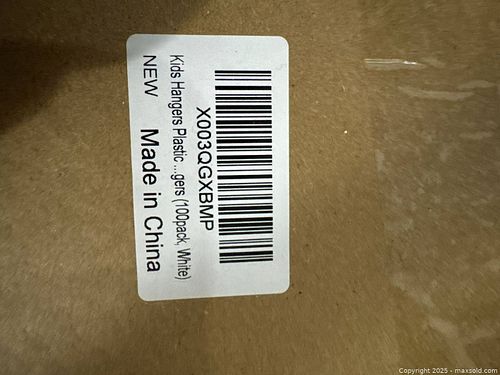 X003QGXBMP
Kids Hangers Plastic ...gers (100pack, White)
NEW
Made in China
Copyright 2025 - maxsold.com